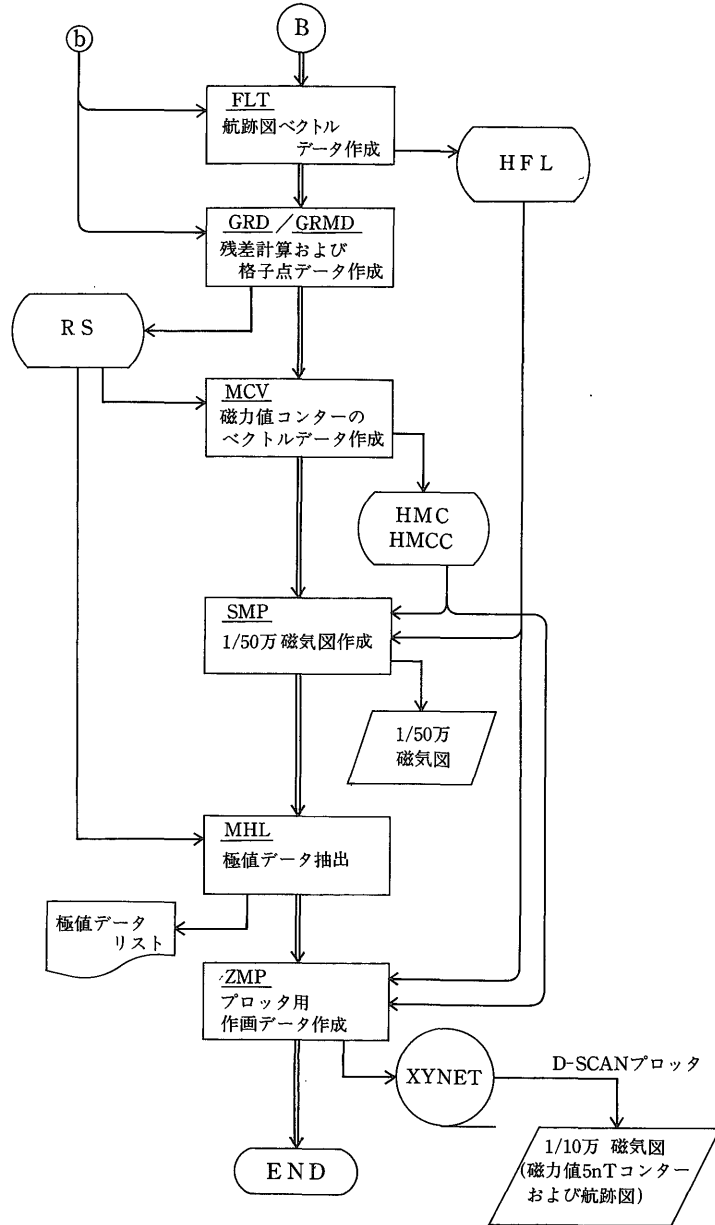 ⓑ
B
FLT
航跡図ベクトル
データ作成
HFL
GRD／GRMD
残差計算および
格子点データ作成
RS
MCV
磁力値コンターの
ベクトルデータ作成
HMC
HMCC
SMP
1/50万 磁気図作成
1/50万
磁気図
MHL
極値データ抽出
極値データ
リスト
ZMP
プロッタ用
作画データ作成
XYNET
D-SCANプロッタ
END
1/10万 磁気図
(磁力値5nTコンター
および航跡図)